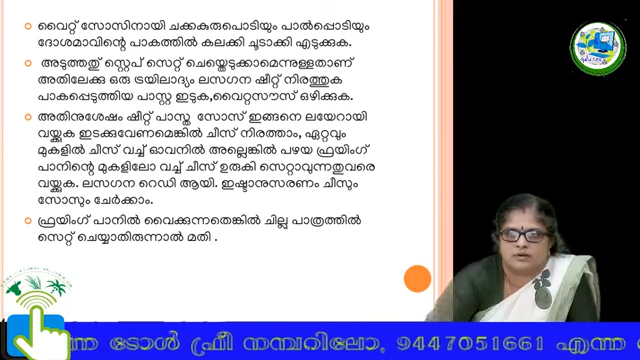 വൈറ്റ് സോസിനായി ചക്കകുരുപൊടിയും പാൽപ്പൊടിയും
ദോശമാവിന്റെ പാകത്തിൽ കലക്കി ചൂടാക്കി എടുക്കുക.
അടുത്തത് സ്റ്റെപ് സെറ്റ് ചെയ്തെടുക്കാമെന്നുള്ളതാണ്
അതിലേക്കു ഒരു ട്രയിലാദ്യം ലസഗന ഷീറ്റ് നിരത്തുക
പാകപ്പെടുത്തിയ പാസ്റ്റ ഇടുക,വൈറ്റസൗസ് ഒഴിക്കുക.
അതിനുശേഷം ഷീറ്റ് പാസ്ത സോസ് ഇങ്ങനെ ലയേറായി
വയ്ക്കുക ഇടക്കുവേണമെങ്കിൽ ചീസ് നിരത്താം, ഏറ്റവും
മുകളിൽ ചീസ് വച്ച് ഓവനിൽ അല്ലെങ്കിൽ പഴയ ഫ്രയിംഗ്
പാനിന്റെ മുകളിലോ വച്ച് ചീസ് ഉരുകി സെറ്റാവുന്നതുവരെ
വയ്ക്കുക. ലസഗന റെഡി ആയി. ഇഷ്ടാനുസരണം ചീസും
സോസും ചേർക്കാം.
ഫ്രയിംഗ് പാനിൽ വൈക്കുന്നതെങ്കിൽ ചില്ല പാത്രത്തിൽ
സെറ്റ് ചെയ്യാതിരുന്നാൽ മതി .
ന്ന ടോൾ ഫ്രീ നമ്പറിലോ, 9447051661 എന്ന